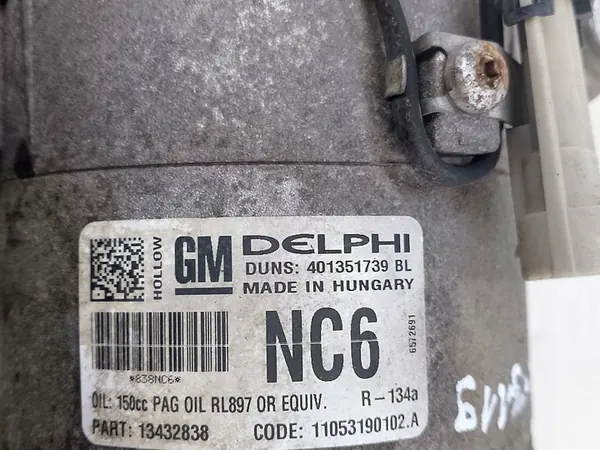 HOLLOW
GM DELPHI
DUNS: 401351739 BL
MADE IN HUNGARY
NC6
6572691
*838NC6*
OIL: 150cc PAG OIL RL897 OR EQUIV. R-134a
PART: 13432838 CODE: 11053190102.A